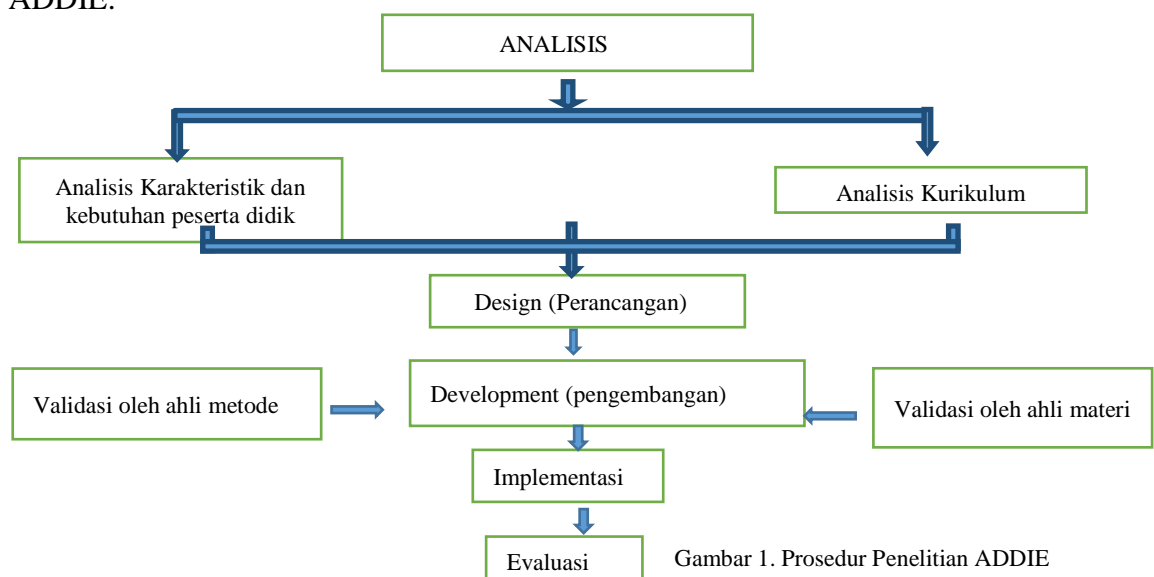 ADDIE.
ANALISIS
Analisis Karakteristik dan
kebutuhan peserta didik
Analisis Kurikulum
Design (Perancangan)
Validasi oleh ahli metode
Development (pengembangan)
Validasi oleh ahli materi
Implementasi
Evaluasi
Gambar 1. Prosedur Penelitian ADDIE